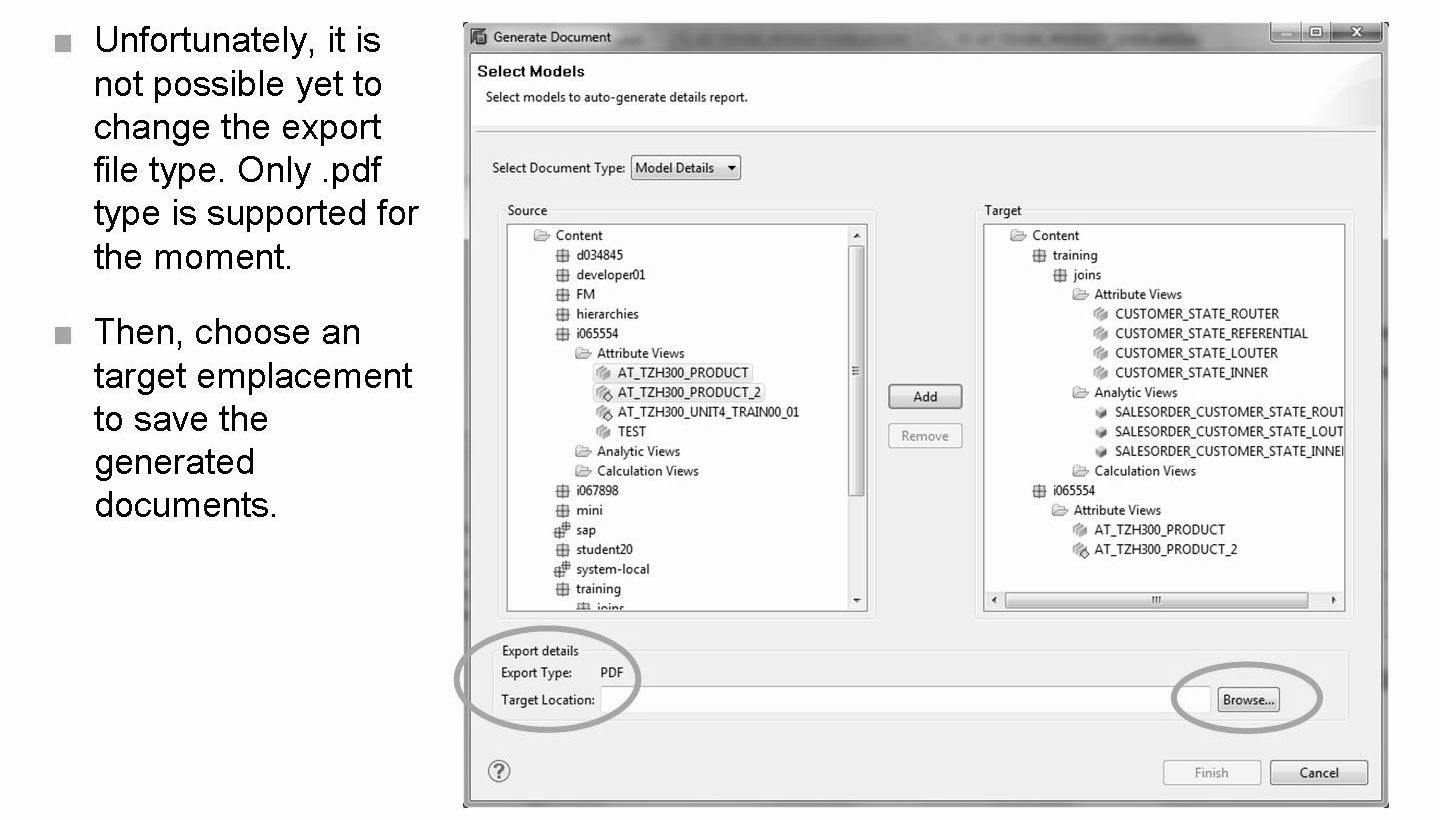 Unfortunately, it is
not possible yet to
change the export
file type. Only .pdf
type is supported for
the moment.
Then, choose an
target emplacement
to save the
generated
documents.
Generate Document
Select Models
Select models to auto-generate details report.
Select Document Type: Model Details
Source
Content
d034845
developer01
FM
hierarchies
i065554
Attribute Views
AT_TZH300_PRODUCT
AT_TZH300_PRODUCT_2
AT_TZH300_UNIT4_TRAIN00_01
TEST
Analytic Views
Calculation Views
i067898
mini
sap
student20
system-local
training
joins
Add
Remove
Target
Content
training
joins
Attribute Views
CUSTOMER_STATE_ROUTER
CUSTOMER_STATE_REFERENTIAL
CUSTOMER_STATE_LOUTER
CUSTOMER_STATE_INNER
Analytic Views
SALESORDER_CUSTOMER_STATE_ROUT
SALESORDER_CUSTOMER_STATE_LOUT
SALESORDER_CUSTOMER_STATE_INNE
Calculation Views
i065554
Attribute Views
AT_TZH300_PRODUCT
AT_TZH300_PRODUCT_2
Export details
Export Type: PDF
Target Location:
Browse...
Finish
Cancel